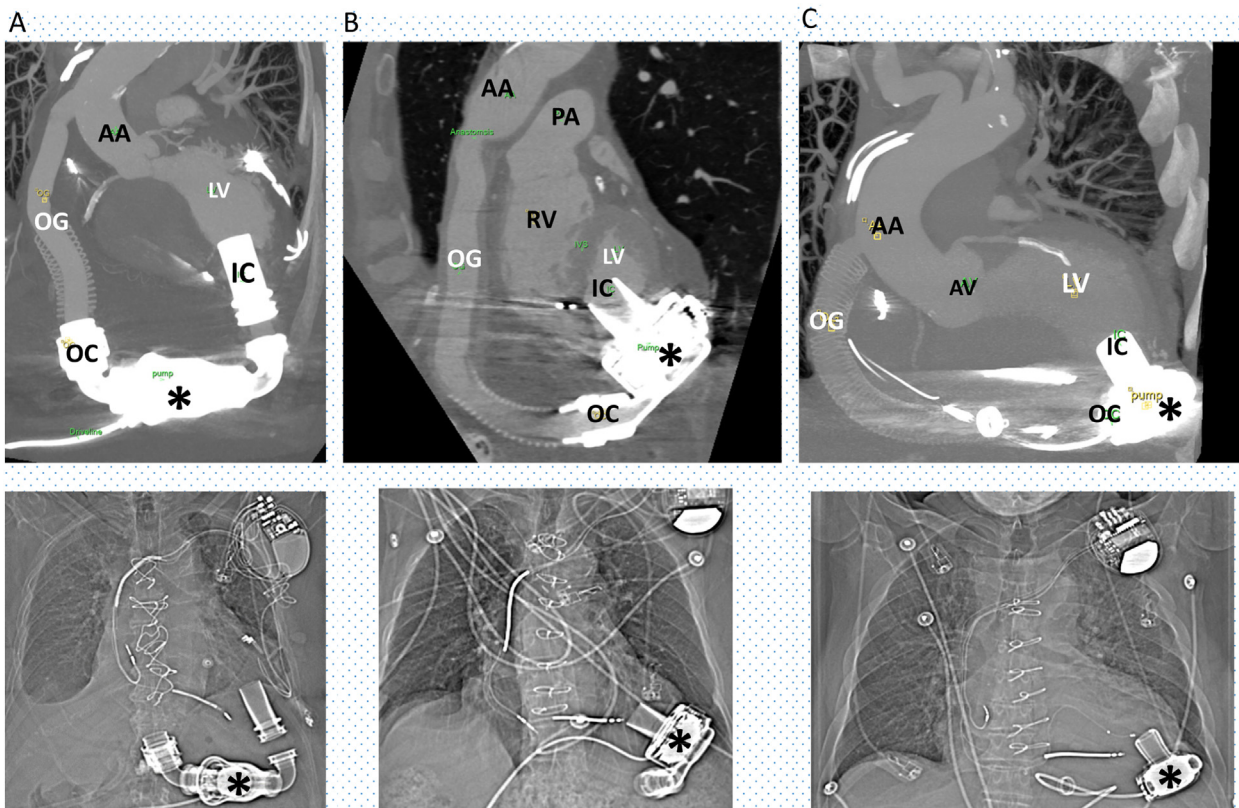 A
B
C
AA
LV
OG
IC
OC
pump
*
Driveline
AA
PA
Anastomosis
RV
VS
LV
OG
IC
Pump
*
OC
AA
AV
LV
OG
IC
pump
OC
*
*
*
*